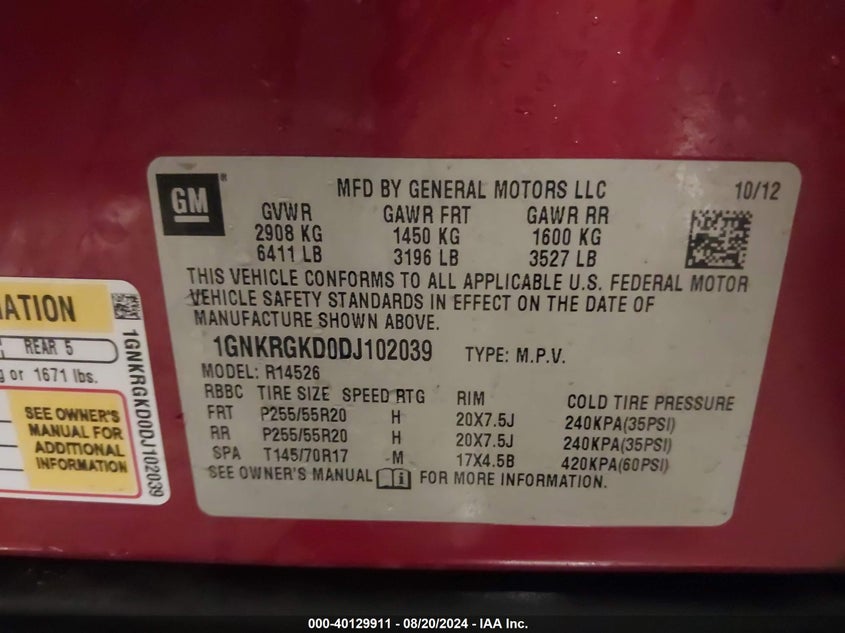 GM®
MFD BY GENERAL MOTORS LLC 10/12
GVWR GAWR FRT GAWR RR
2908 KG 1450 KG 1600 KG
6411 LB 3196 LB 3527 LB
THIS VEHICLE CONFORMS TO ALL APPLICABLE U.S. FEDERAL MOTOR
VEHICLE SAFETY STANDARDS IN EFFECT ON THE DATE OF
MANUFACTURE SHOWN ABOVE.
1GNKRGKD0DJ102039 TYPE: M.P.V.
MODEL: R14526
RBBC TIRE SIZE SPEED RTG RIM COLD TIRE PRESSURE
FRT P255/55R20 H 20X7.5J 240KPA(35PSI)
RR P255/55R20 H 20X7.5J 240KPA(35PSI)
SPA T145/70R17 M 17X4.5B 420KPA(60PSI)
SEE OWNER'S MANUAL FOR MORE INFORMATION.
MATION
REAR 5
g or 1671 lbs.
SEE OWNER'S
MANUAL FOR
ADDITIONAL
INFORMATION
1GNKRGKD0DJ102039
000-40129911 - 08/20/2024 - IAA Inc.